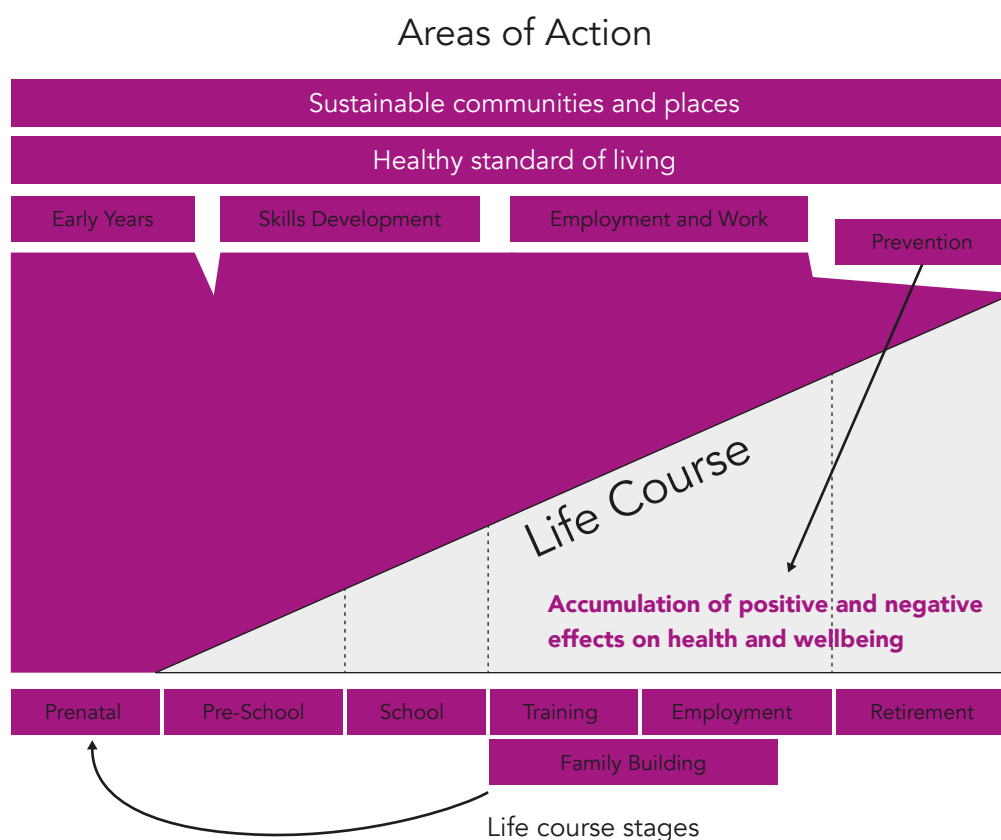 Areas of Action
Sustainable communities and places
Healthy standard of living
Early Years
Skills Development
Employment and Work
Prevention
Life Course
Accumulation of positive and negative
effects on health and wellbeing
Prenatal
Pre-School
School
Training
Employment
Retirement
Family Building
Life course stages